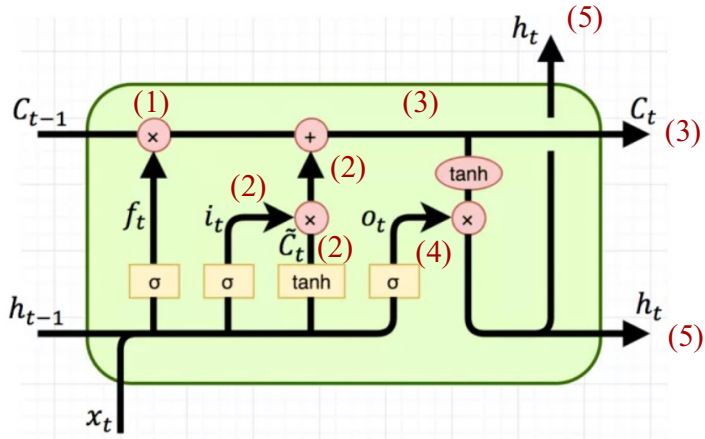 (5)
h_t
(1)
(3)
C_{t-1}
C_t
(3)
×
+
(2)
tanh
(2)
f_t
i_t
×
o_t
×
C̃_t
(2)
(4)
σ
σ
tanh
σ
h_{t-1}
h_t
(5)
x_t